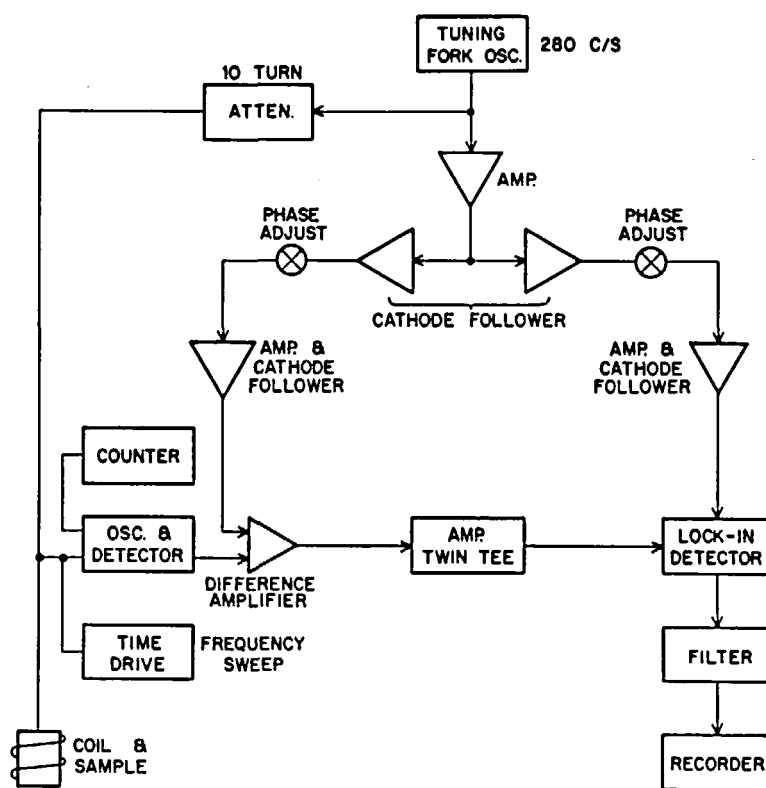 TUNING
FORK OSC.
280 C/S
10 TURN
ATTEN.
AMP.
PHASE
ADJUST
PHASE
ADJUST
CATHODE FOLLOWER
AMP. &
CATHODE
FOLLOWER
AMP. &
CATHODE
FOLLOWER
COUNTER
OSC. &
DETECTOR
DIFFERENCE
AMPLIFIER
AMP.
TWIN TEE
LOCK-IN
DETECTOR
TIME
DRIVE
FREQUENCY
SWEEP
FILTER
COIL &
SAMPLE
RECORDER